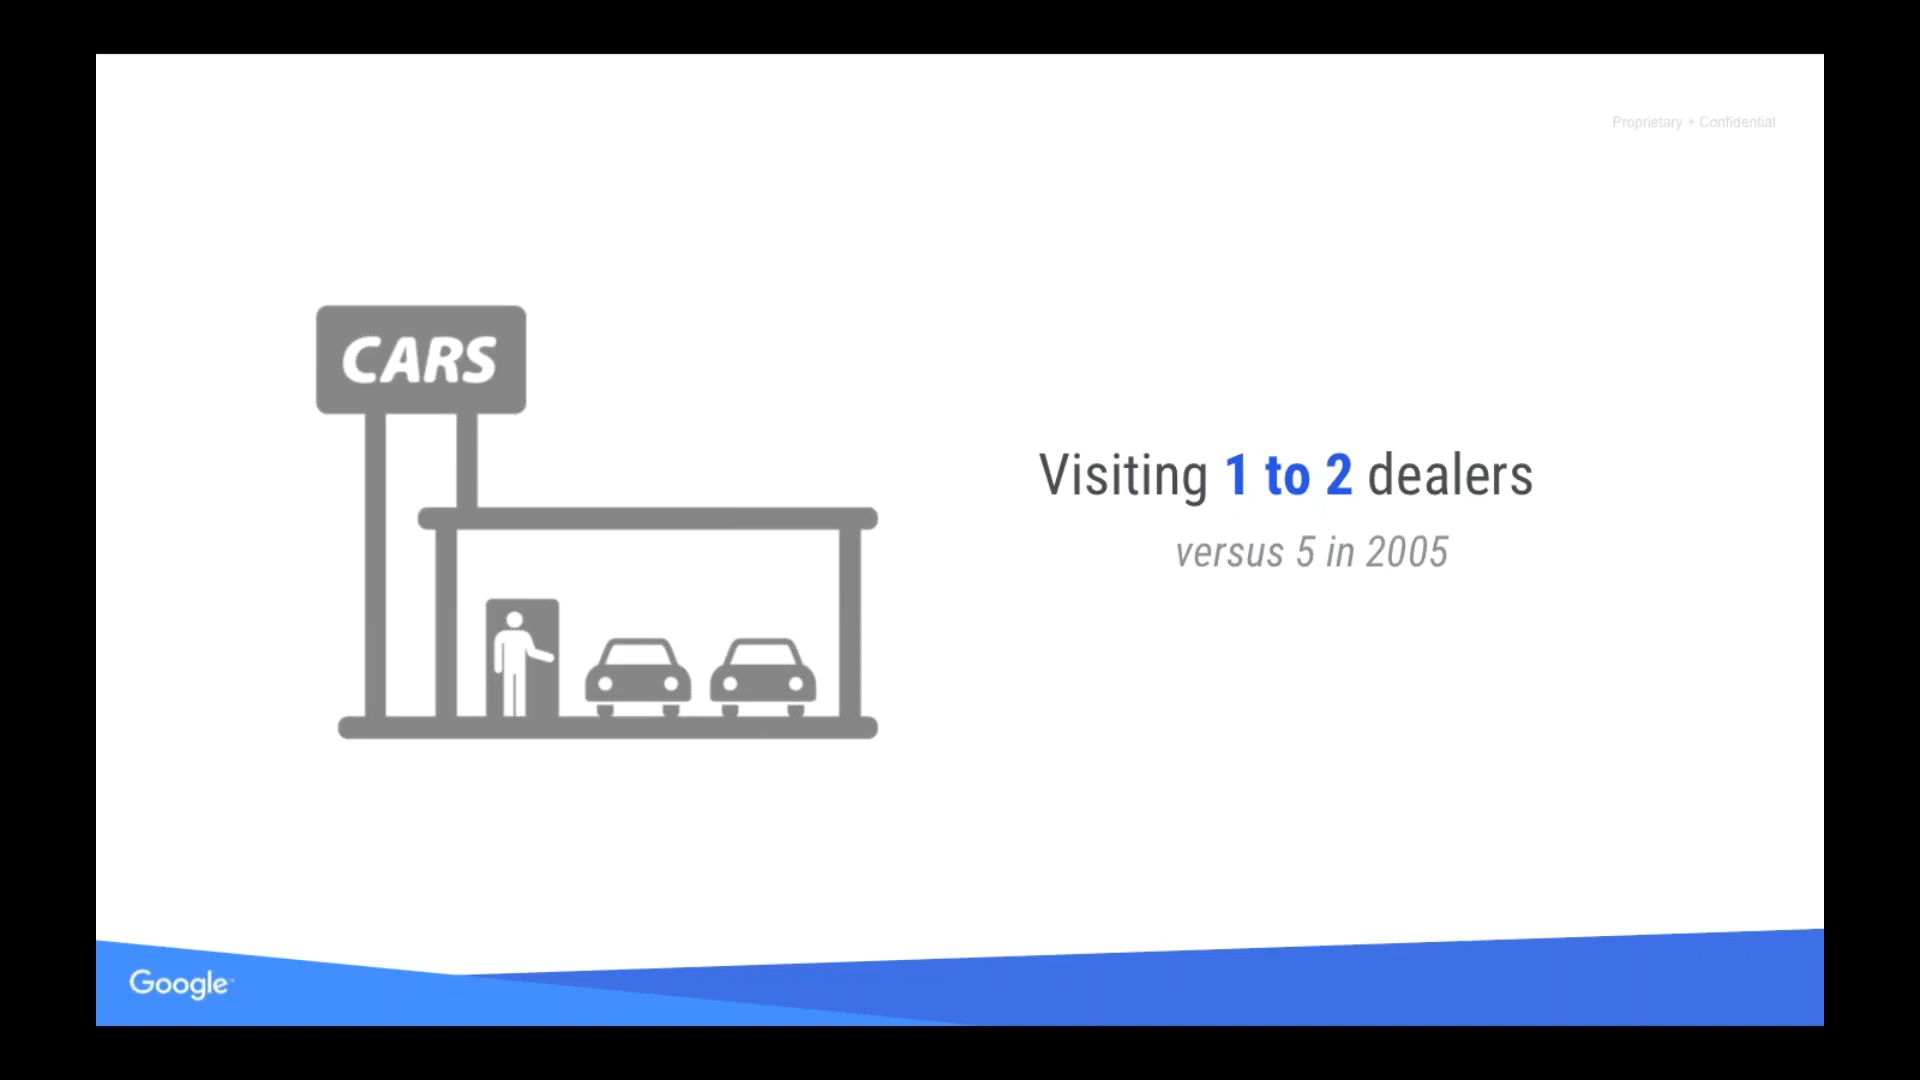 Proprietary + Confidential
CARS
Visiting 1 to 2 dealers
versus 5 in 2005
Google